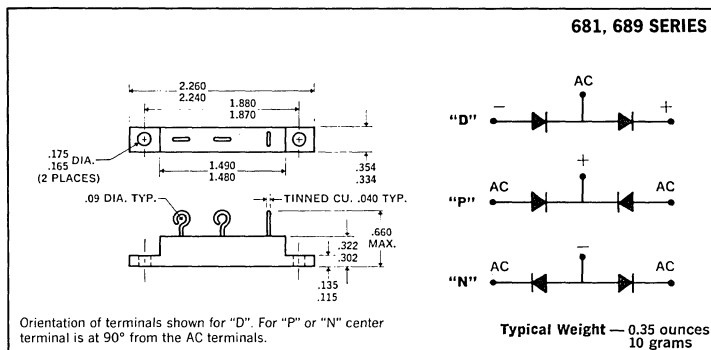 681, 689 SERIES
2.260
2.240
1.880
1.870
.175
.165 DIA.
(2 PLACES)
1.490
1.480
.354
.334
.09 DIA. TYP.
TINNED CU. .040 TYP.
.660
MAX.
.322
.302
.135
.115
Orientation of terminals shown for "D". For "P" or "N" center
terminal is at 90° from the AC terminals.
AC
"D" − +
+
"P" AC AC
−
"N" AC AC
Typical Weight — 0.35 ounces
10 grams